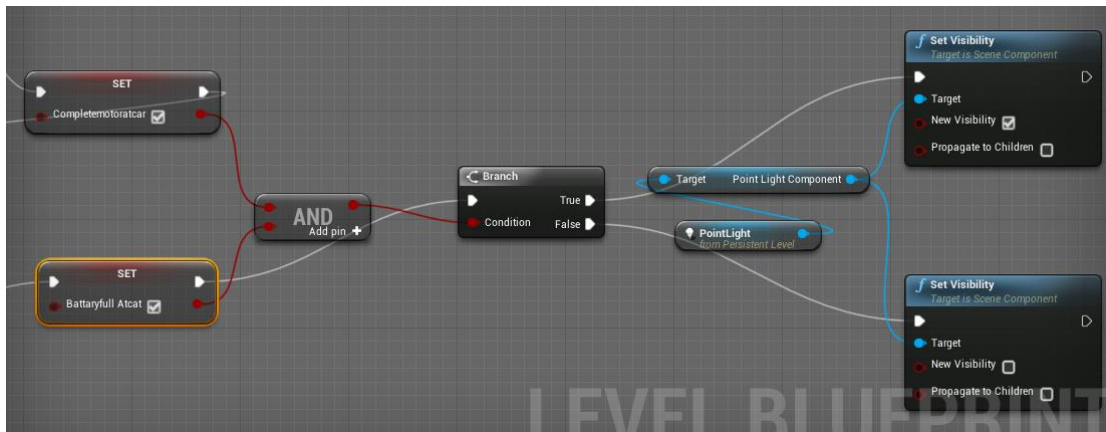 SET
Completemotoratcar
SET
Battaryfull Atcat
AND
Add pin
Branch
True
Condition
False
Target Point Light Component
PointLight
from Persistent Level
f Set Visibility
Target is Scene Component
Target
New Visibility
Propagate to Children
f Set Visibility
Target is Scene Component
Target
New Visibility
Propagate to Children
LEVEL BLUEPRINT